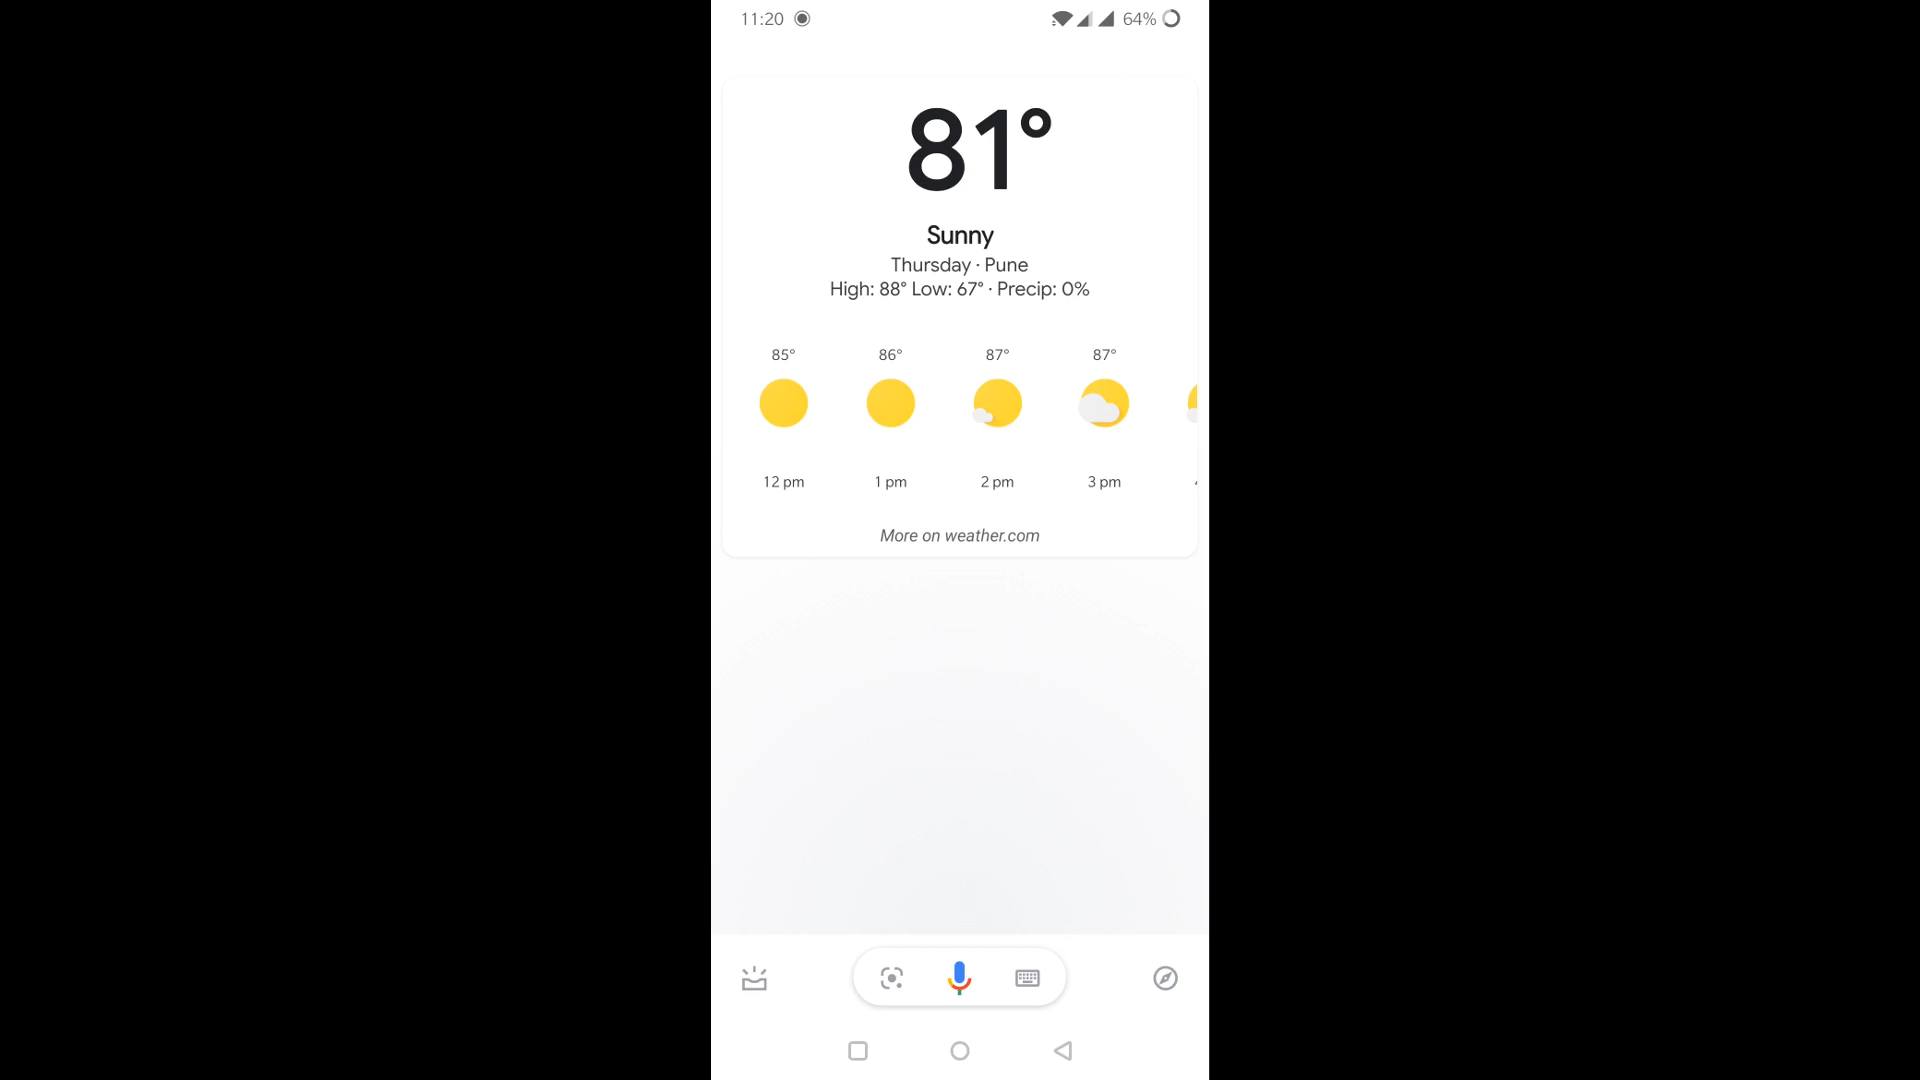 11:20 64%
81°
Sunny
Thursday · Pune
High: 88° Low: 67° · Precip: 0%
85° 86° 87° 87°
12 pm 1 pm 2 pm 3 pm
More on weather.com